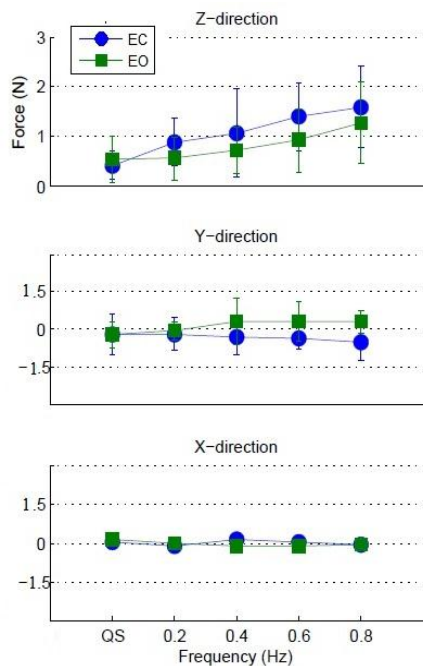 Z-direction
3
EC
EO
2
1
0
Force (N)
Y-direction
1.5
0
−1.5
X-direction
1.5
0
−1.5
QS 0.2 0.4 0.6 0.8
Frequency (Hz)